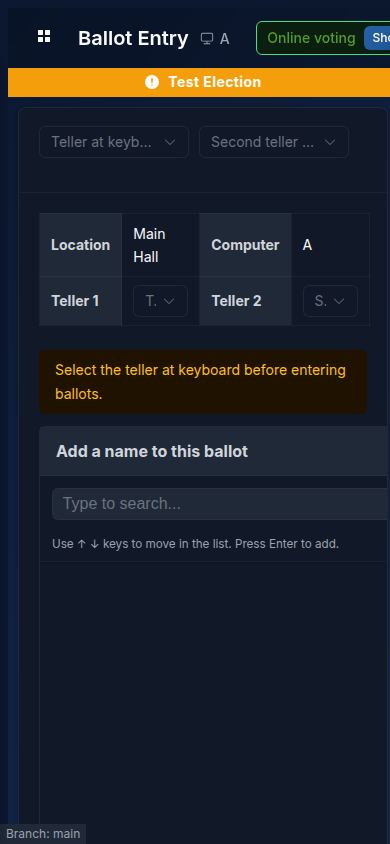 Ballot Entry A Online voting Sho
Test Election
Teller at keyb... Second teller ...
Location Main Hall Computer A
Teller 1 T. Teller 2 S.
Select the teller at keyboard before entering
ballots.
Add a name to this ballot
Type to search...
Use ↑ ↓ keys to move in the list. Press Enter to add.
Branch: main